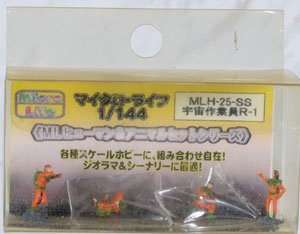 Micro Life
マイクロ・ライフ
1/144
MLH-25-SS
宇宙作業員R-1
《MLヒューマン&アニマルセットシリーズ》
各種スケールホビーに、組み合わせ自在!
ジオラマ&シーナリーに最適!